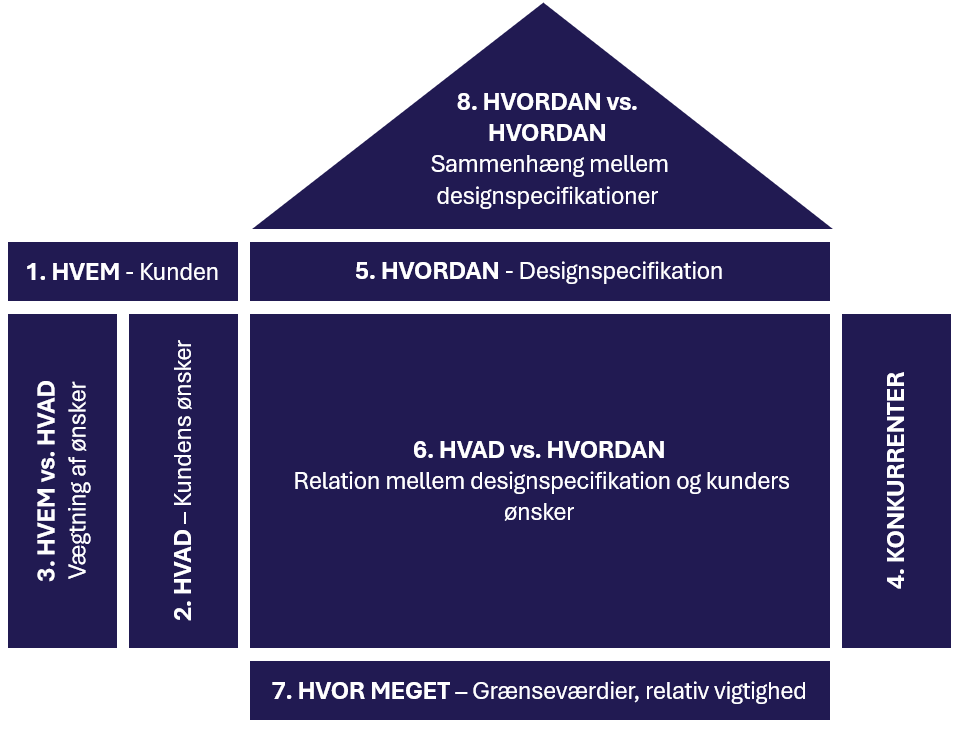 8. HVORDAN vs.
HVORDAN
Sammenhæng mellem
designspecifikationer
1. HVEM - Kunden
5. HVORDAN - Designspecifikation
3. HVEM vs. HVAD
Vægtning af ønsker
2. HVAD – Kundens ønsker
6. HVAD vs. HVORDAN
Relation mellem designspecifikation og kunders
ønsker
4. KONKURRENTER
7. HVOR MEGET – Grænseværdier, relativ vigtighed